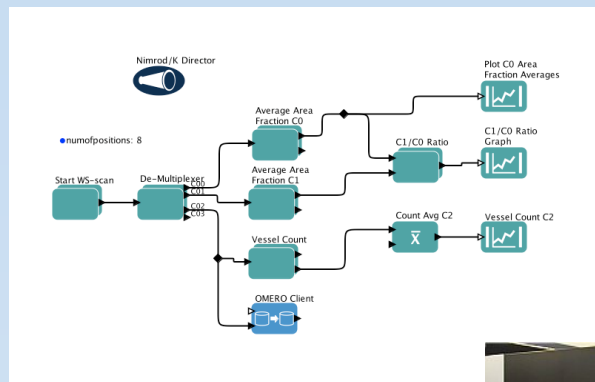 Nimrod/K Director
Plot C0 Area
Fraction Averages
numofpositions: 8
Average Area
Fraction C0
C1/C0 Ratio
C1/C0 Ratio
Graph
Start WS-scan
De-Multiplexer
C00
C01
C02
C03
Average Area
Fraction C1
Vessel Count
Count Avg C2
X
Vessel Count C2
OMERO Client